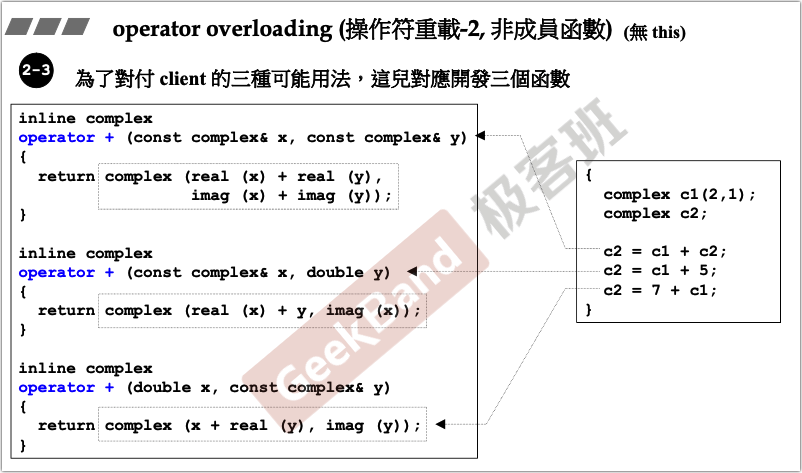 operator overloading (操作符重載-2, 非成員函數) (無 this)
2-3
為了對付 client 的三種可能用法，這兒對應開發三個函數
inline complex
operator + (const complex& x, const complex& y)
{
  return complex (real (x) + real (y),
                  imag (x) + imag (y));
}
inline complex
operator + (const complex& x, double y)
{
  return complex (real (x) + y, imag (x));
}
inline complex
operator + (double x, const complex& y)
{
  return complex (x + real (y), imag (y));
}
{
  complex c1(2,1);
  complex c2;
  c2 = c1 + c2;
  c2 = c1 + 5;
  c2 = 7 + c1;
}
GeekBand 极客班